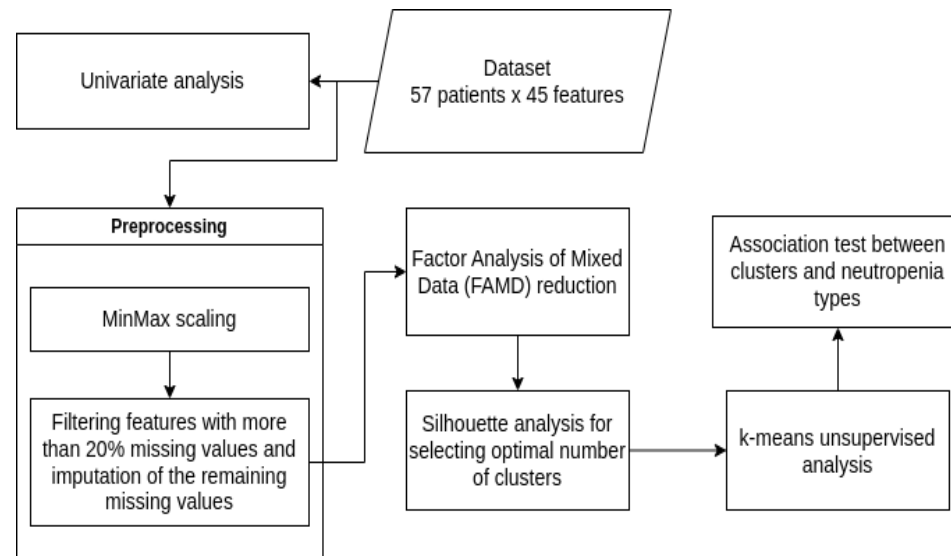 Univariate analysis
Dataset
57 patients x 45 features
Preprocessing
MinMax scaling
Filtering features with more
than 20% missing values and
imputation of the remaining
missing values
Factor Analysis of Mixed
Data (FAMD) reduction
Silhouette analysis for
selecting optimal number
of clusters
k-means unsupervised
analysis
Association test between
clusters and neutropenia
types